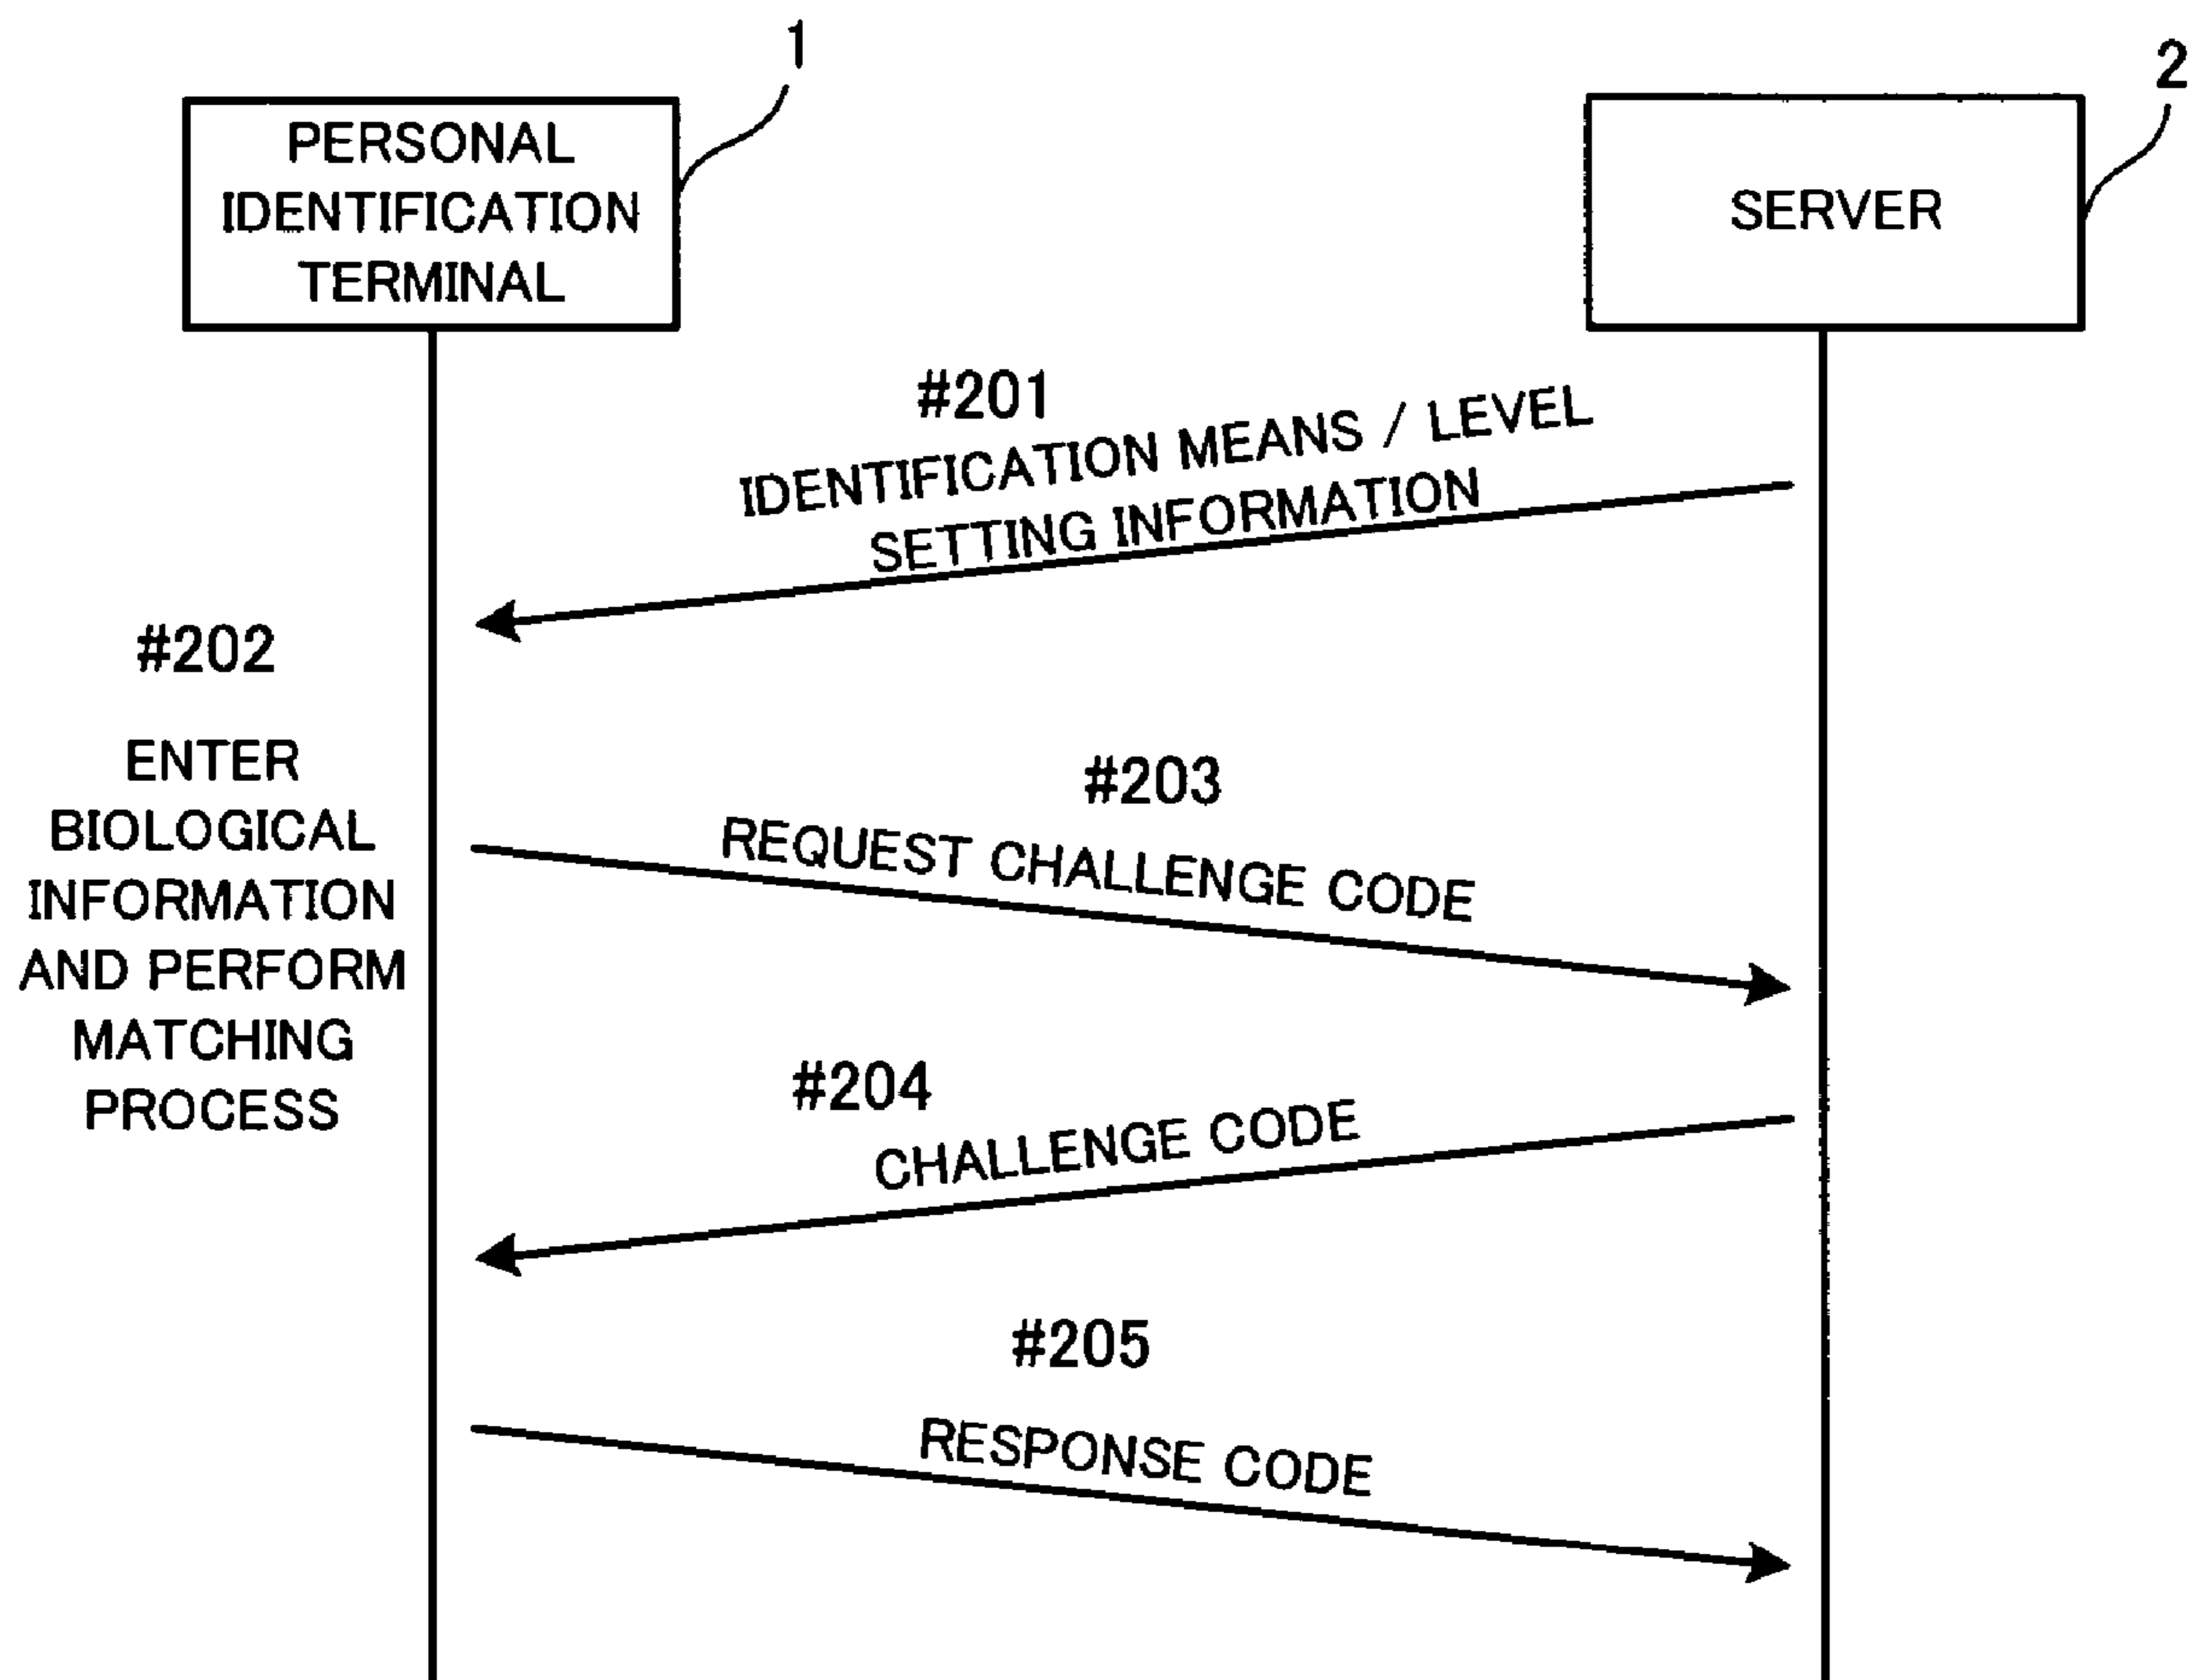 1
2
PERSONAL
IDENTIFICATION
TERMINAL
SERVER
#201
IDENTIFICATION MEANS / LEVEL
SETTING INFORMATION
#202
ENTER
BIOLOGICAL
INFORMATION
AND PERFORM
MATCHING
PROCESS
#203
REQUEST CHALLENGE CODE
#204
CHALLENGE CODE
#205
RESPONSE CODE